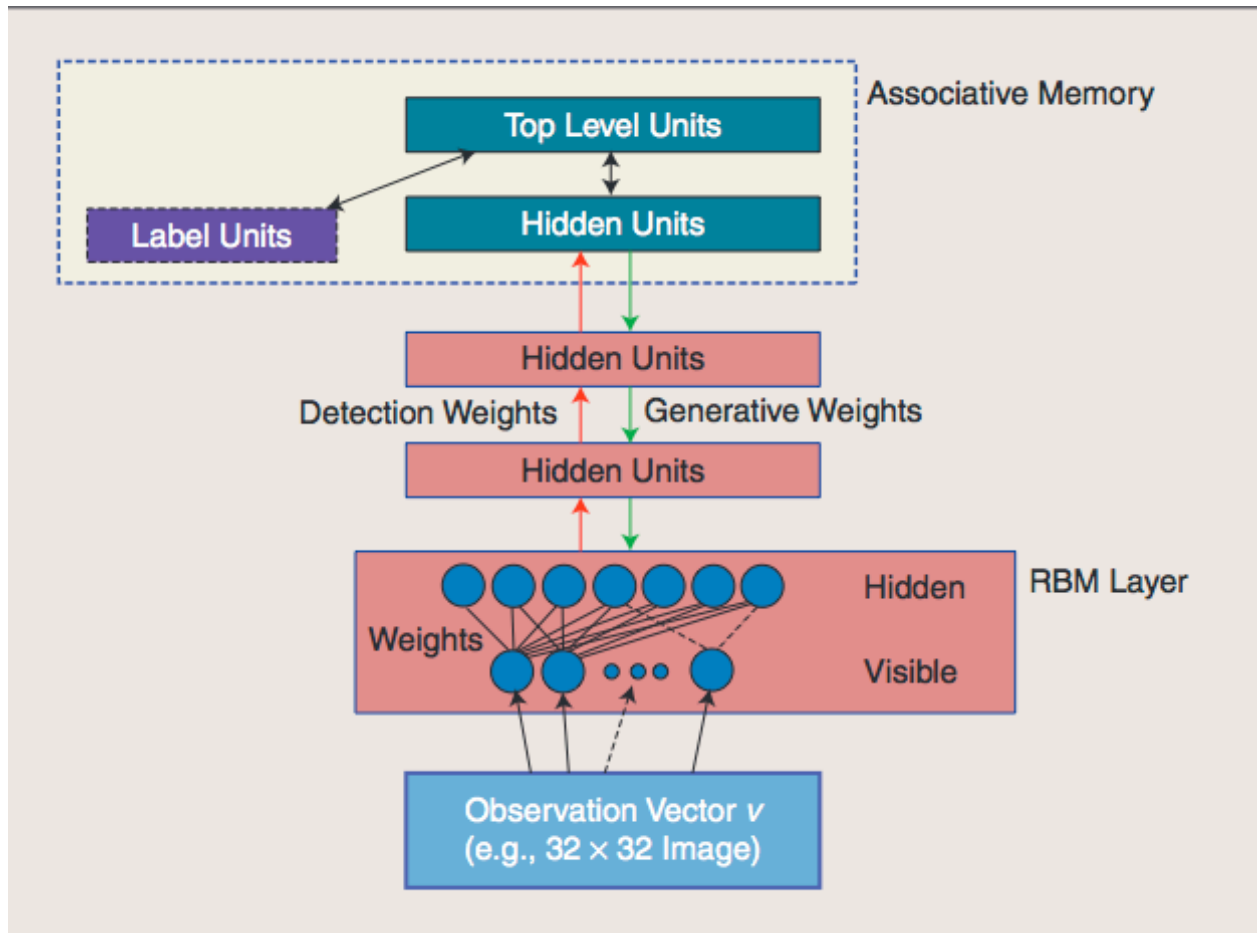 Associative Memory
Top Level Units
Label Units
Hidden Units
Hidden Units
Detection Weights
Generative Weights
Hidden Units
Hidden
RBM Layer
Weights
Visible
Observation Vector v
(e.g., 32 × 32 Image)